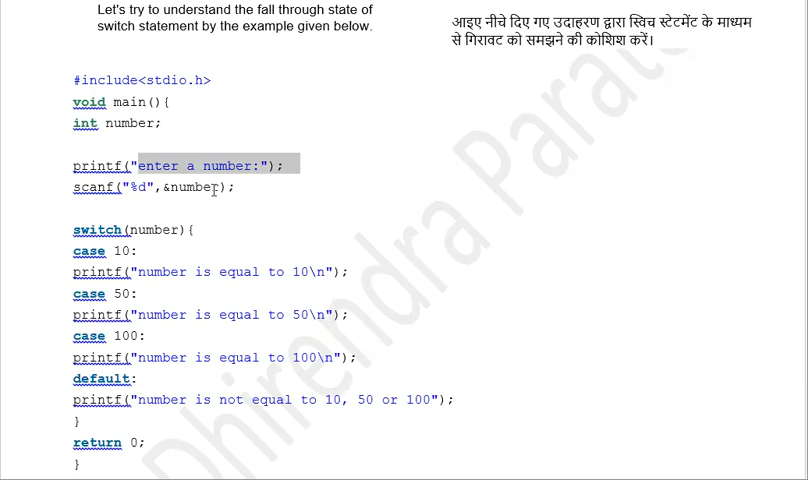 Let's try to understand the fall through state of
switch statement by the example given below.
आइए नीचे दिए गए उदाहरण द्वारा स्विच स्टेटमेंट के माध्यम
से गिरावट को समझने की कोशिश करें।
#include<stdio.h>
void main(){
int number;
printf("enter a number:");
scanf("%d",&number);
switch(number){
case 10:
printf("number is equal to 10\n");
case 50:
printf("number is equal to 50\n");
case 100:
printf("number is equal to 100\n");
default:
printf("number is not equal to 10, 50 or 100");
}
return 0;
}
Dhirendra Parate